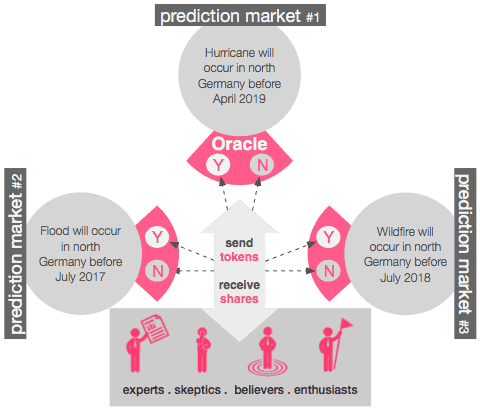 prediction market #1
Hurricane will
occur in north
Germany before
April 2019
Oracle
Y N
prediction market #2
Flood will occur
in north
Germany before
July 2017
Y
N
send
tokens
receive
shares
Y
N
Wildfire will
occur in north
Germany before
July 2018
prediction market #3
experts . skeptics . believers . enthusiasts